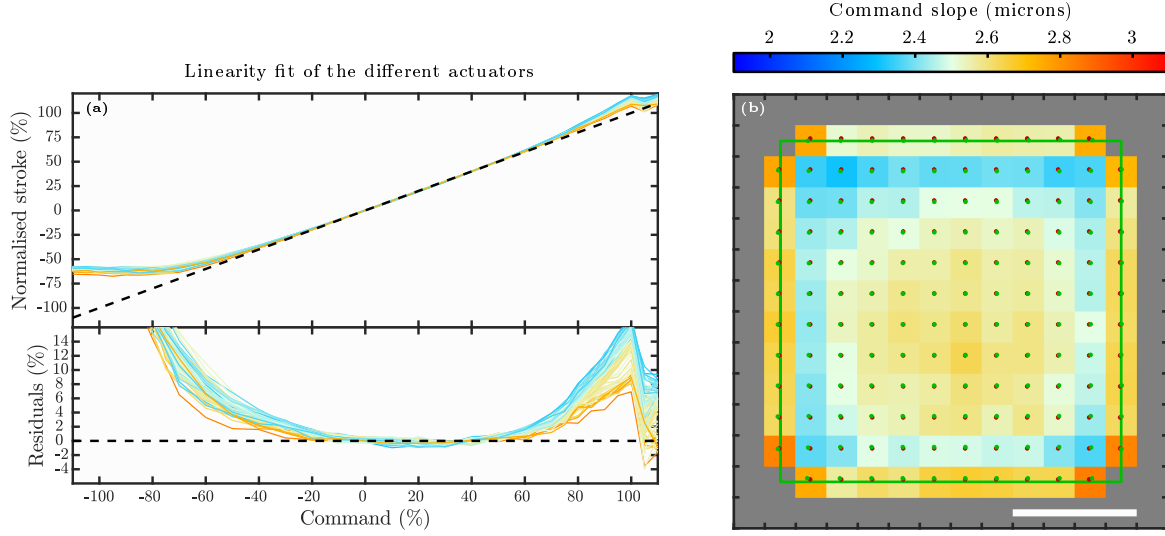 Command slope (microns)
2 2.2 2.4 2.6 2.8 3
Linearity fit of the different actuators
(a)
Normalised stroke (%)
100
75
50
25
0
-25
-50
-75
-100
Residuals (%)
14
12
10
8
6
4
2
0
-2
-4
-100 -80 -60 -40 -20 0 20 40 60 80 100
Command (%)
(b)